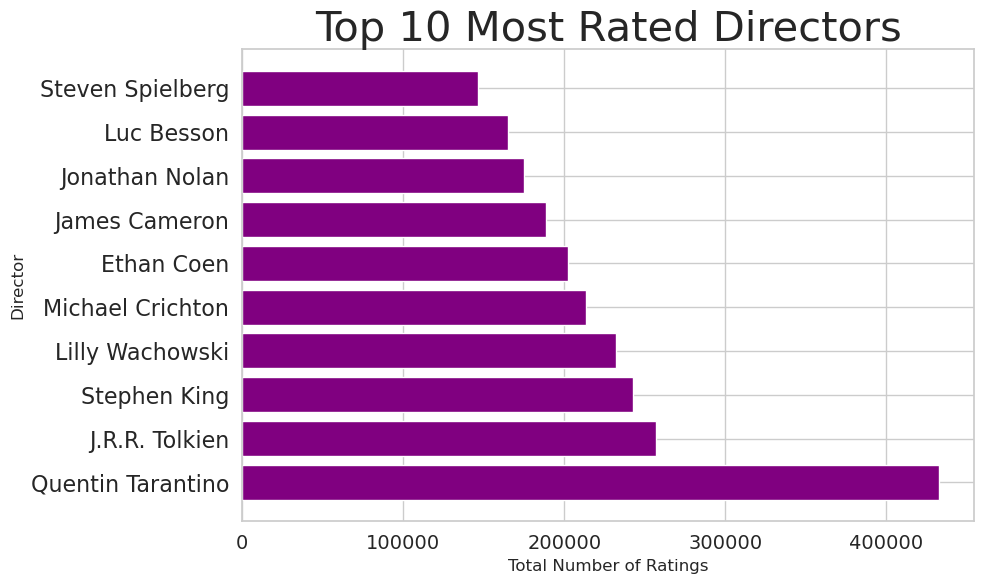 Top 10 Most Rated Directors
Director
Steven Spielberg
Luc Besson
Jonathan Nolan
James Cameron
Ethan Coen
Michael Crichton
Lilly Wachowski
Stephen King
J.R.R. Tolkien
Quentin Tarantino
0 100000 200000 300000 400000
Total Number of Ratings